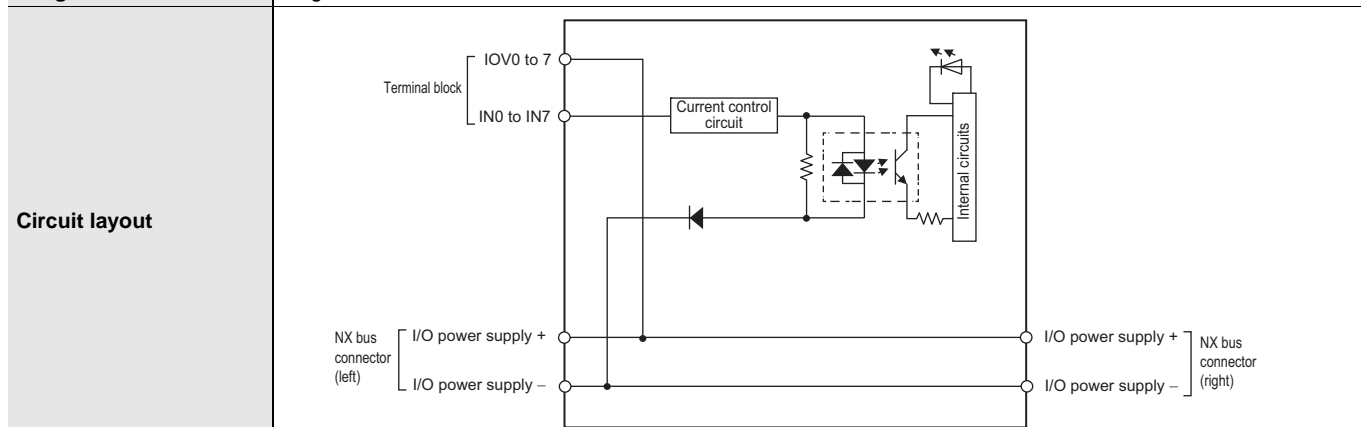 Circuit layout
Terminal block
IOV0 to 7
IN0 to IN7
Current control
circuit
Internal circuits
NX bus
connector
(left)
I/O power supply +
I/O power supply −
I/O power supply +
I/O power supply −
NX bus
connector
(right)